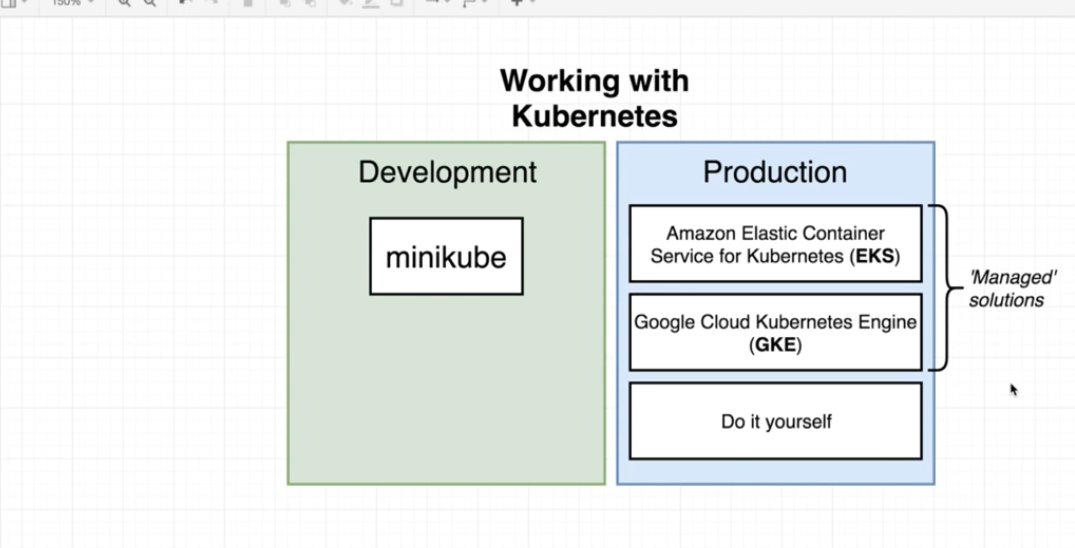 150%
Working with
Kubernetes
Development
minikube
Production
Amazon Elastic Container
Service for Kubernetes (EKS)
Google Cloud Kubernetes Engine
(GKE)
Do it yourself
'Managed'
solutions